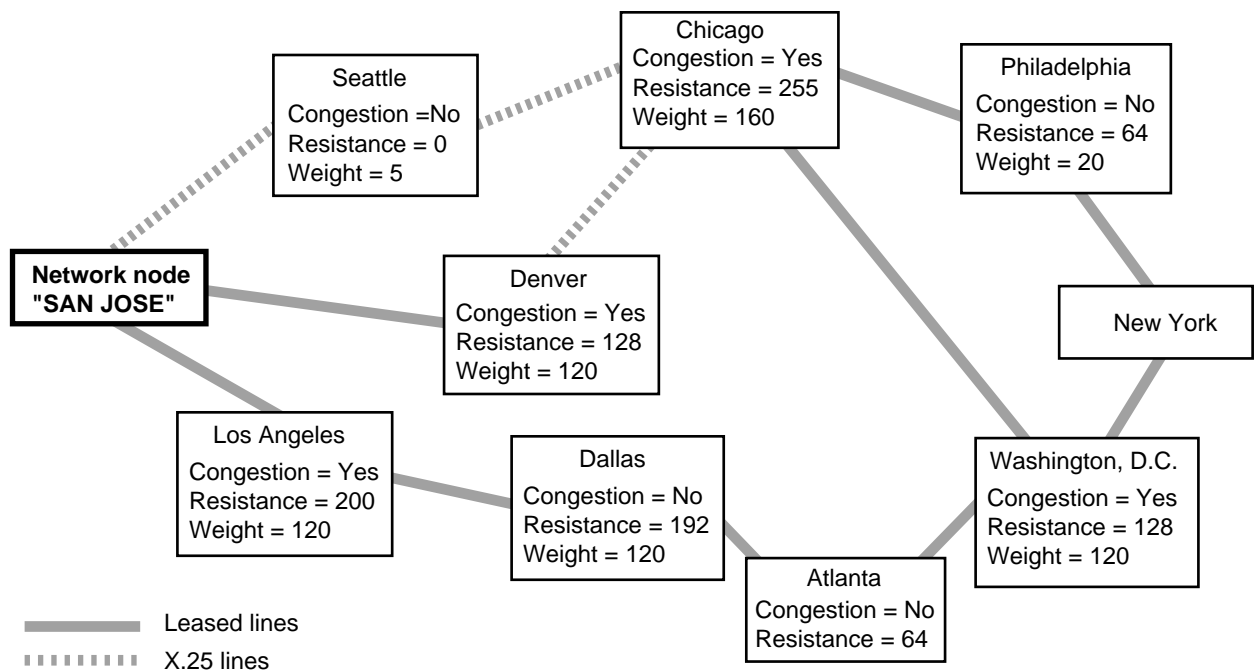 Chicago
Congestion = Yes
Resistance = 255
Weight = 160
Seattle
Congestion =No
Resistance = 0
Weight = 5
Philadelphia
Congestion = No
Resistance = 64
Weight = 20
Network node
"SAN JOSE"
Denver
Congestion = Yes
Resistance = 128
Weight = 120
New York
Los Angeles
Congestion = Yes
Resistance = 200
Weight = 120
Dallas
Congestion = No
Resistance = 192
Weight = 120
Washington, D.C.
Congestion = Yes
Resistance = 128
Weight = 120
Atlanta
Congestion = No
Resistance = 64
Leased lines
X.25 lines